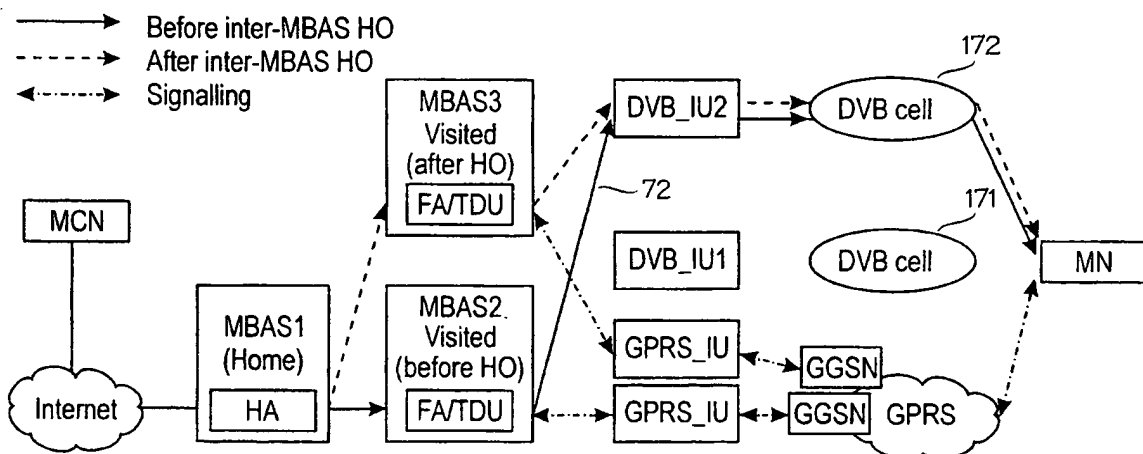 Before inter-MBAS HO
After inter-MBAS HO
Signalling
172
MBAS3
Visited
(after HO)
FA/TDU
DVB_IU2
DVB cell
72
171
MCN
DVB_IU1
DVB cell
MN
MBAS1
(Home)
HA
MBAS2
Visited
(before HO)
FA/TDU
GPRS_IU
GGSN
Internet
GPRS_IU
GGSN
GPRS